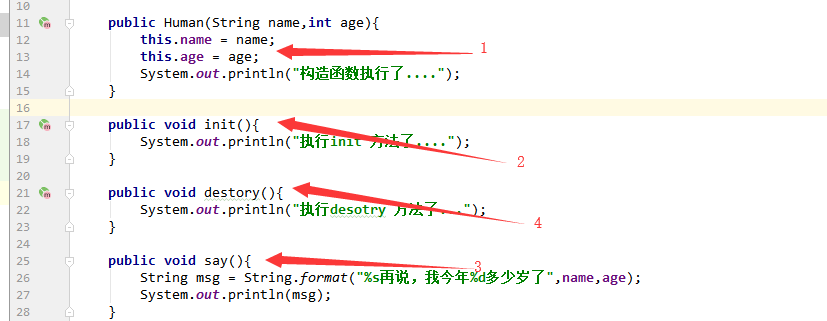 10
11 public Human(String name,int age){
12 this.name = name;
13 this.age = age;
1
14 System.out.println("构造函数执行了....");
15 }
16
17 public void init(){
18 System.out.println("执行init 方法了....");
2
19 }
20
21 public void destory(){
22 System.out.println("执行desotry 方法了...");
4
23 }
24
25 public void say(){
3
26 String msg = String.format("%s再说，我今年%d多少岁了",name,age);
27 System.out.println(msg);
28 }